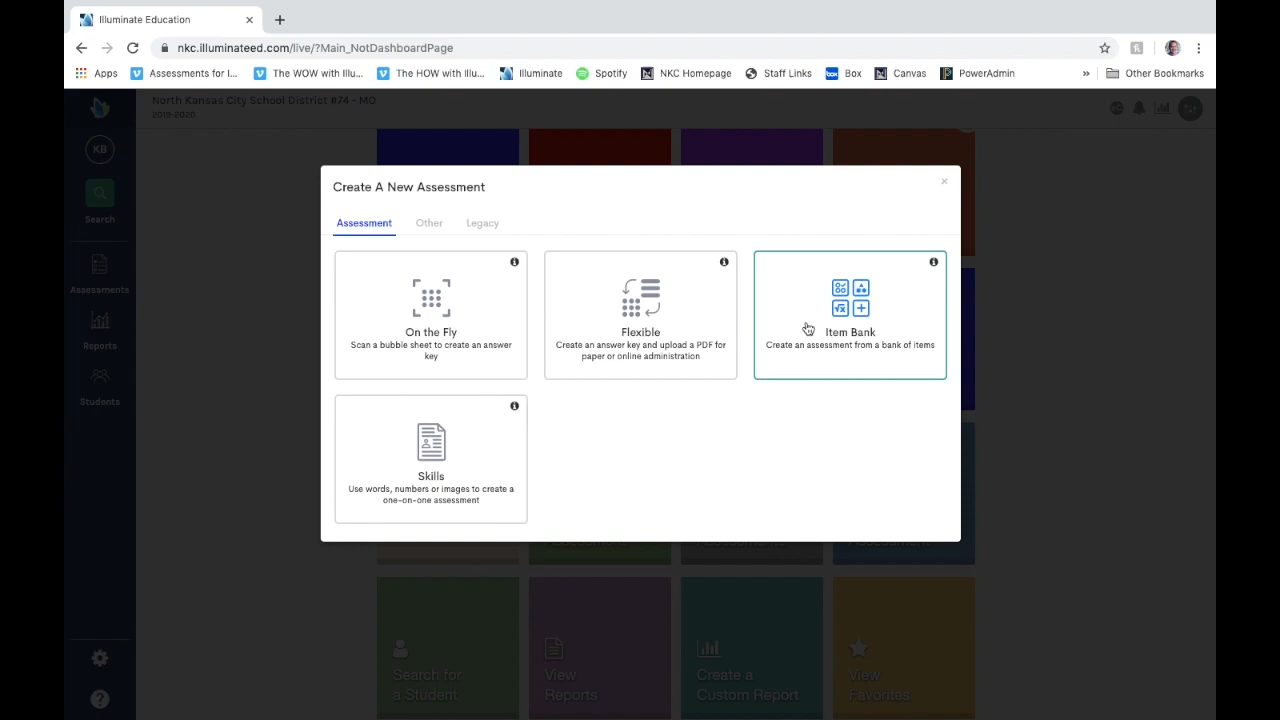 Illuminate Education
nkc.illuminateed.com/live/?Main_NotDashboardPage
Apps
Assessments for I...
The WOW with Illu...
The HOW with Illu...
Illuminate
Spotify
NKC Homepage
Staff Links
box
Box
Canvas
PowerAdmin
»
Other Bookmarks
North Kansas City School District #74 - MO
2019-2020
KB
Search
Assessments
Reports
Students
Create A New Assessment
Assessment
Other
Legacy
On the Fly
Scan a bubble sheet to create an answer
key
Flexible
Create an answer key and upload a PDF for
paper or online administration
Item Bank
Create an assessment from a bank of items
Skills
Use words, numbers or images to create a
one-on-one assessment
Search for
a Student
View
Reports
Create a
Custom Report
View
Favorites